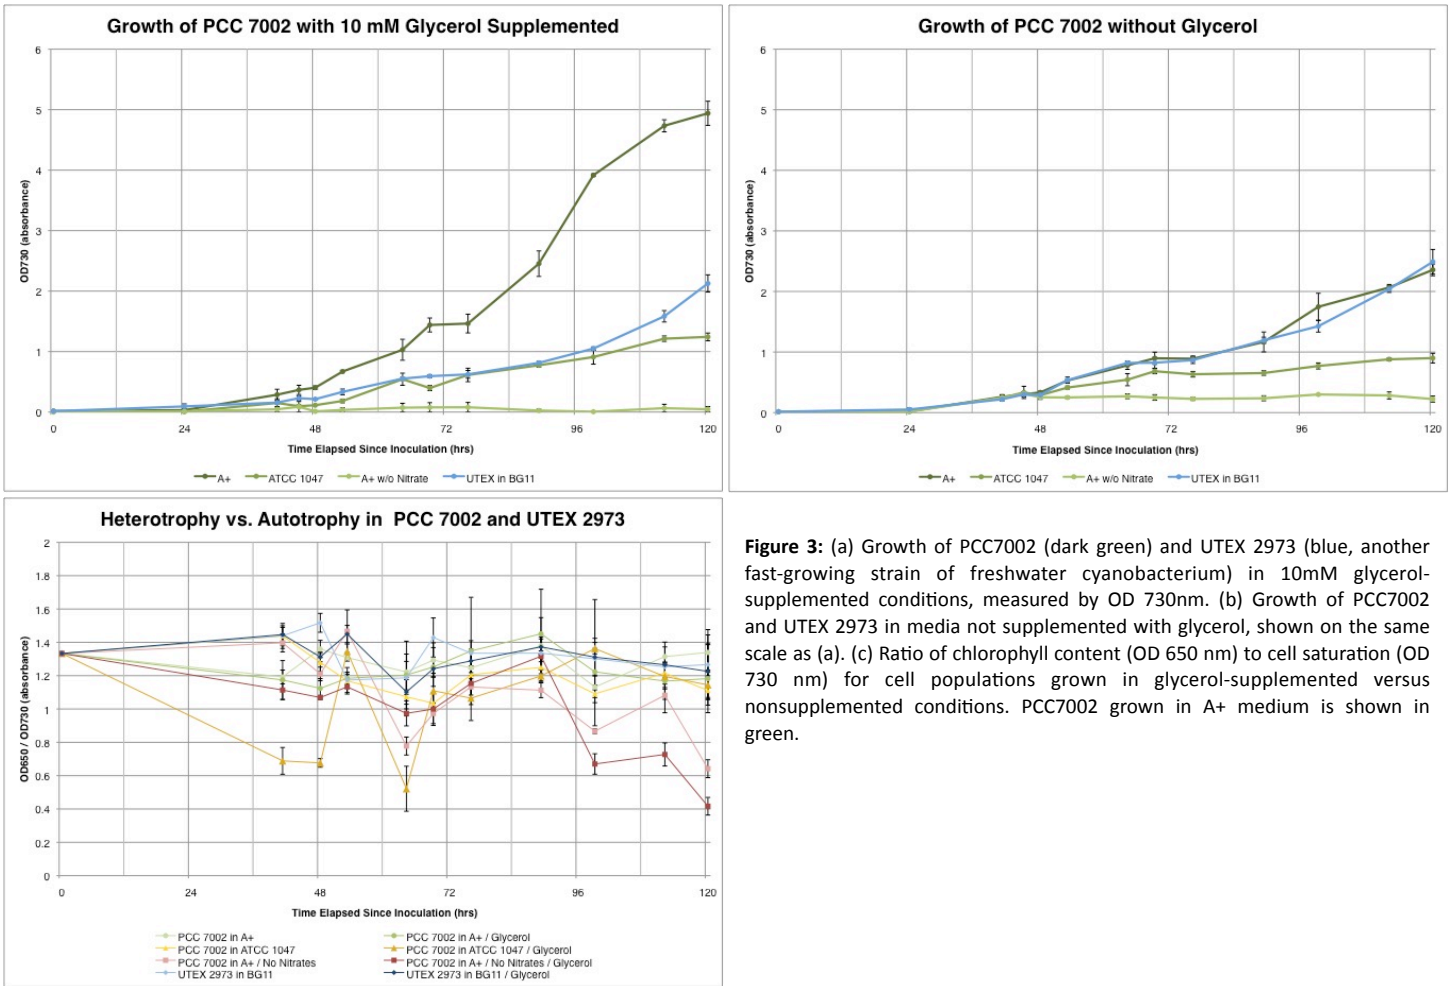 Growth of PCC 7002 with 10 mM Glycerol Supplemented
6
5
4
3
2
1
0
OD730 (absorbance)
0 24 48 72 96 120
Time Elapsed Since Inoculation (hrs)
A+ ATCC 1047 A+ w/o Nitrate UTEX in BG11
Growth of PCC 7002 without Glycerol
6
5
4
3
2
1
0
OD730 (absorbance)
0 24 48 72 96 120
Time Elapsed Since Inoculation (hrs)
A+ ATCC 1047 A+ w/o Nitrate UTEX in BG11
Heterotrophy vs. Autotrophy in PCC 7002 and UTEX 2973
2
1.8
1.6
1.4
1.2
1
0.8
0.6
0.4
0.2
0
OD650 / OD730 (absorbance)
0 24 48 72 96 120
Time Elapsed Since Inoculation (hrs)
PCC 7002 in A+ PCC 7002 in A+ / Glycerol
PCC 7002 in ATCC 1047 PCC 7002 in ATCC 1047 / Glycerol
PCC 7002 in A+ / No Nitrates PCC 7002 in A+ / No Nitrates / Glycerol
UTEX 2973 in BG11 UTEX 2973 in BG11 / Glycerol
Figure 3: (a) Growth of PCC7002 (dark green) and UTEX 2973 (blue, another
fast-growing strain of freshwater cyanobacterium) in 10mM glycerol-
supplemented conditions, measured by OD 730nm. (b) Growth of PCC7002
and UTEX 2973 in media not supplemented with glycerol, shown on the same
scale as (a). (c) Ratio of chlorophyll content (OD 650 nm) to cell saturation (OD
730 nm) for cell populations grown in glycerol-supplemented versus
nonsupplemented conditions. PCC7002 grown in A+ medium is shown in
green.